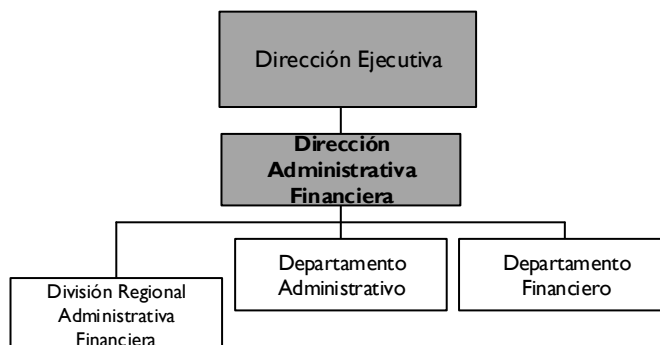 Dirección Ejecutiva
Dirección
Administrativa
Financiera
Departamento
Administrativo
Departamento
Financiero
División Regional
Administrativa
Financiera